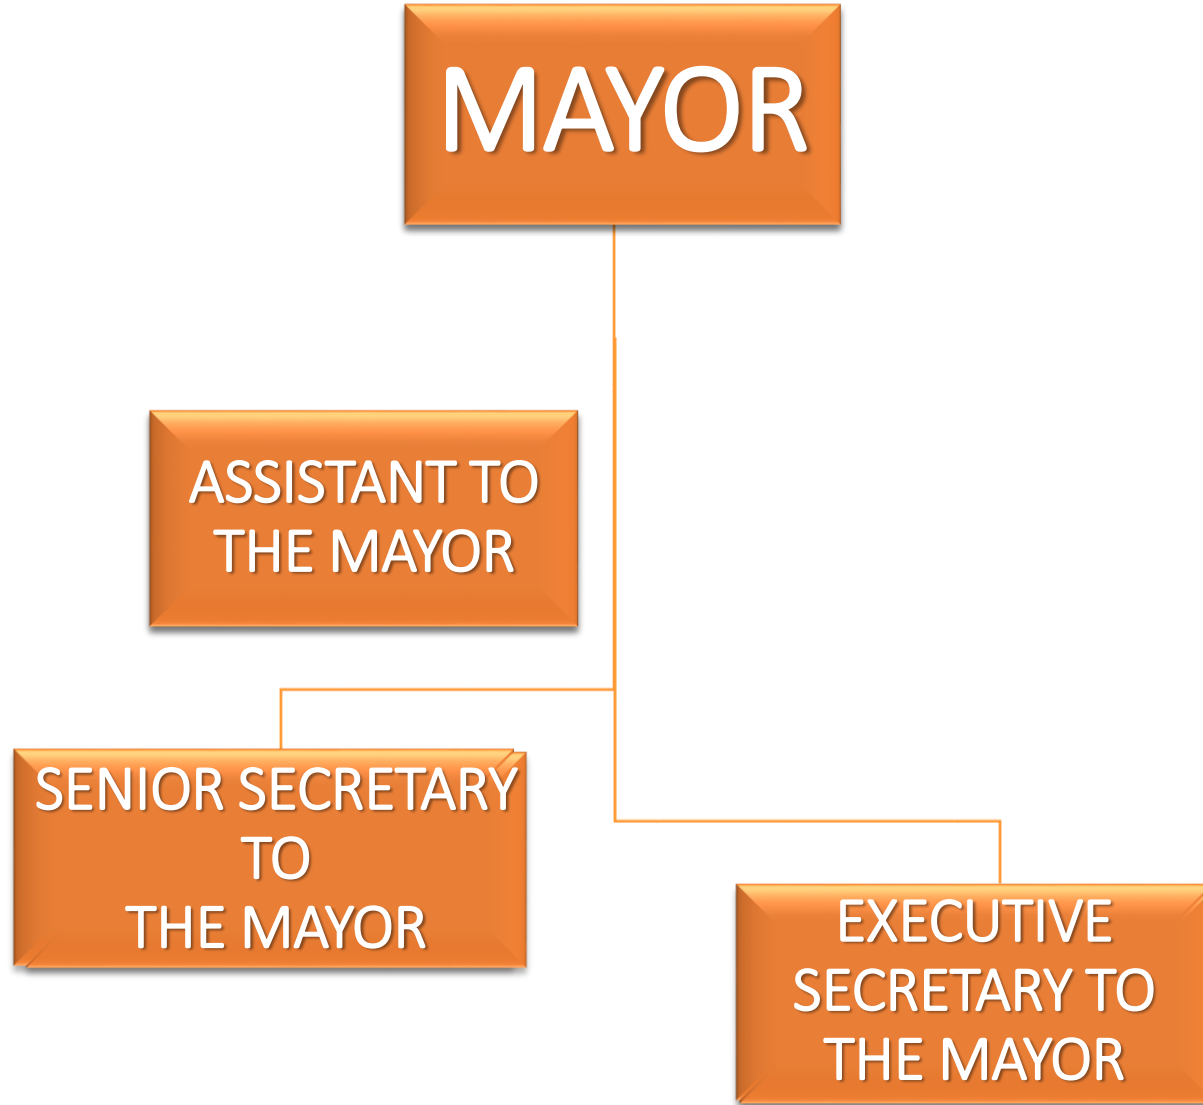 MAYOR
ASSISTANT TO
THE MAYOR
SENIOR SECRETARY
TO
THE MAYOR
EXECUTIVE
SECRETARY TO
THE MAYOR